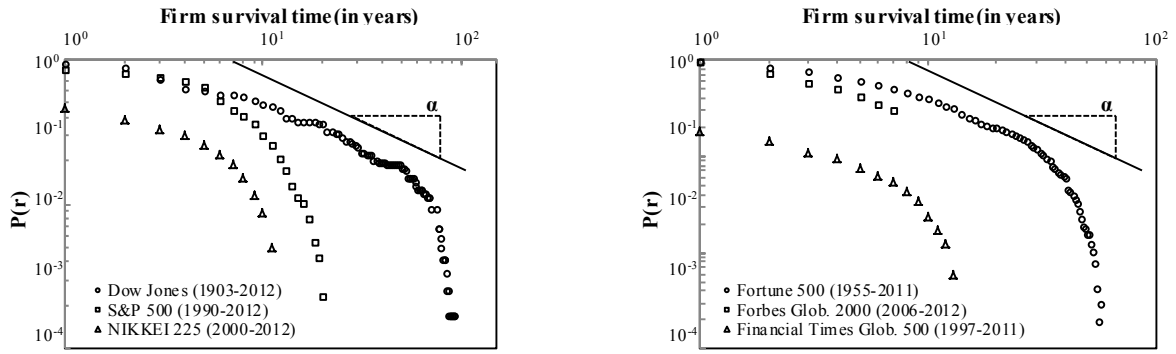 Firm survival time (in years)
10^0 10^1 10^2
10^0
10^-1
10^-2
10^-3
10^-4
P(r)
α
Dow Jones (1903-2012)
S&P 500 (1990-2012)
NIKKEI 225 (2000-2012)
Firm survival time (in years)
10^0 10^1 10^2
10^0
10^-1
10^-2
10^-3
10^-4
P(r)
α
Fortune 500 (1955-2011)
Forbes Glob. 2000 (2006-2012)
Financial Times Glob. 500 (1997-2011)